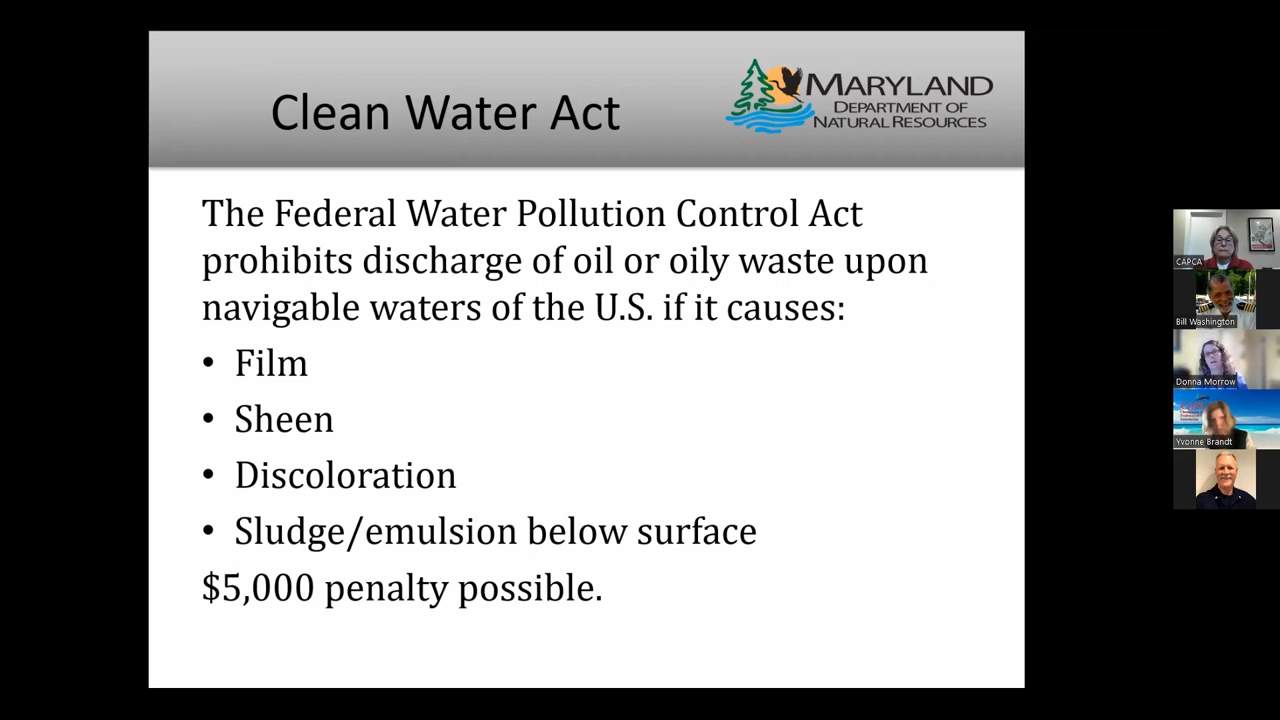 Clean Water Act
MARYLAND
DEPARTMENT OF
NATURAL RESOURCES
The Federal Water Pollution Control Act
prohibits discharge of oil or oily waste upon
navigable waters of the U.S. if it causes:
• Film
• Sheen
• Discoloration
• Sludge/emulsion below surface
$5,000 penalty possible.
CAPCA
Bill Washington
Donna Morrow
Yvonne Brandt